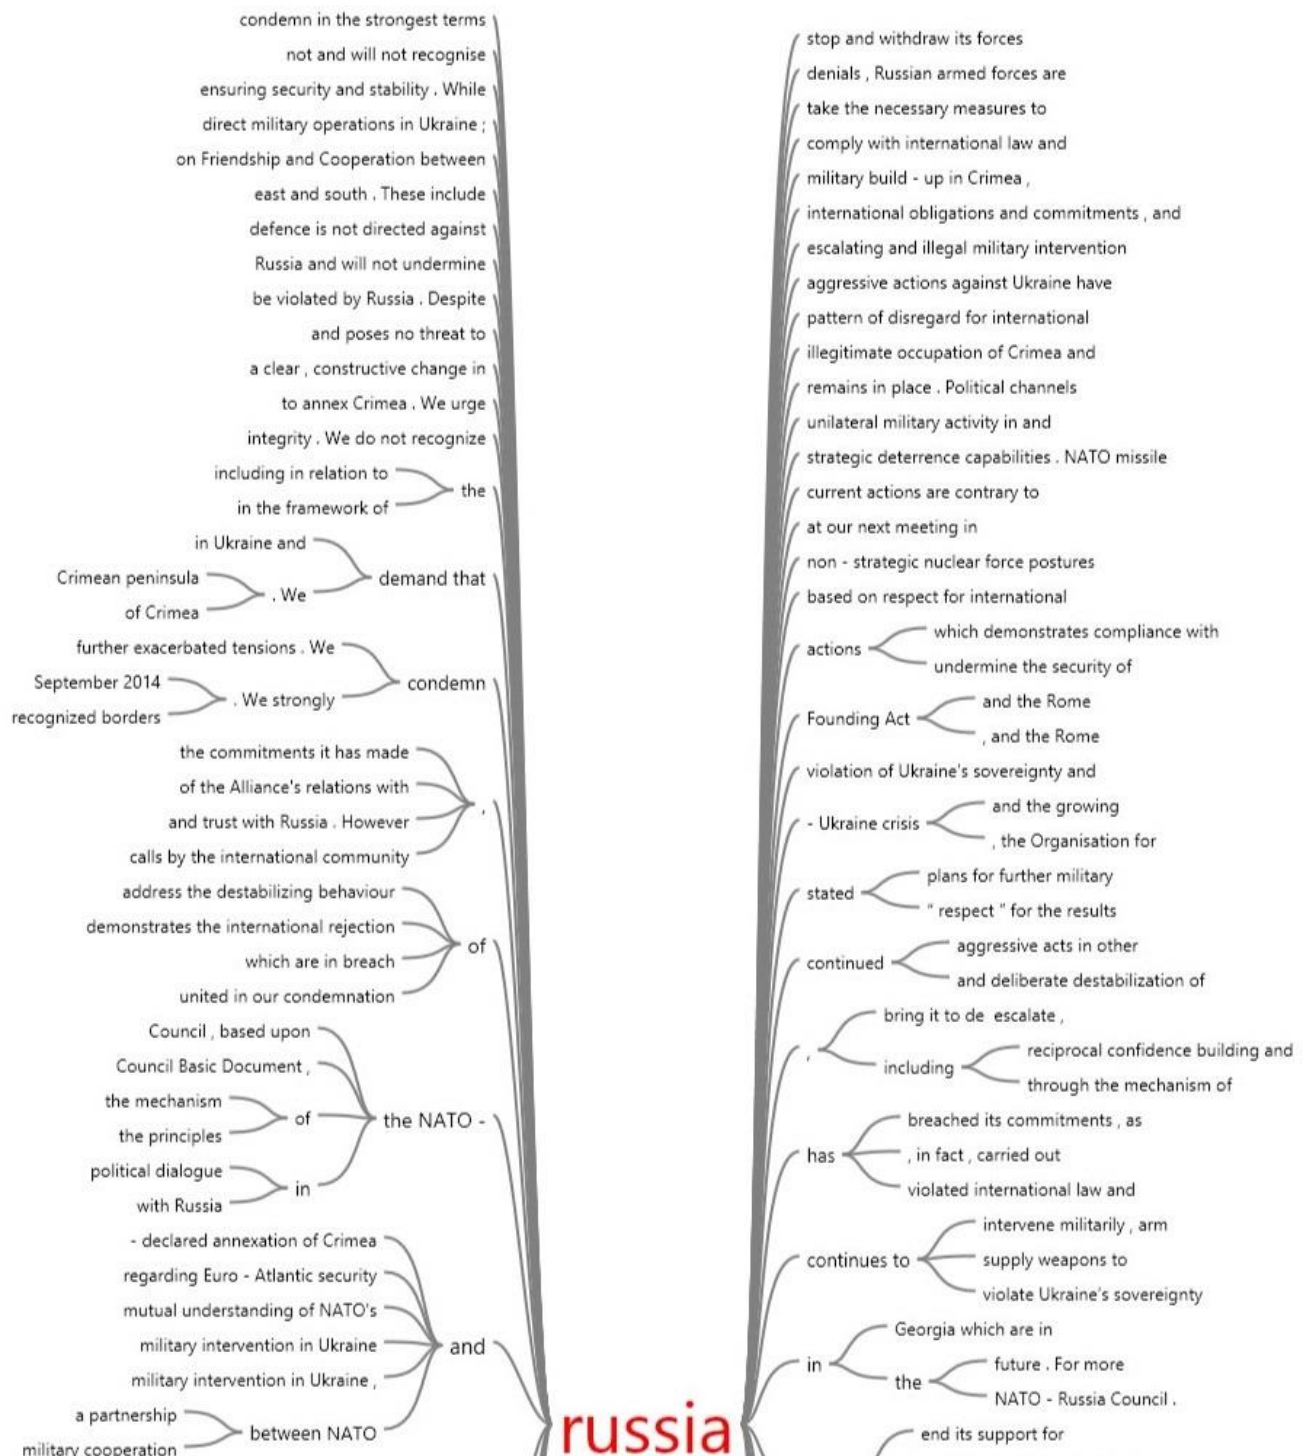 condemn in the strongest terms
not and will not recognise
ensuring security and stability . While
direct military operations in Ukraine ;
on Friendship and Cooperation between
east and south . These include
defence is not directed against
Russia and will not undermine
be violated by Russia . Despite
and poses no threat to
a clear , constructive change in
to annex Crimea . We urge
integrity . We do not recognize
including in relation to
the
in the framework of
in Ukraine and
Crimean peninsula
demand that
. We
of Crimea
further exacerbated tensions . We
September 2014
condemn
. We strongly
recognized borders
the commitments it has made
of the Alliance's relations with
,
and trust with Russia . However
calls by the international community
address the destabilizing behaviour
demonstrates the international rejection
of
which are in breach
united in our condemnation
Council , based upon
Council Basic Document ,
the mechanism
of
the NATO -
the principles
political dialogue
in
with Russia
- declared annexation of Crimea
regarding Euro - Atlantic security
mutual understanding of NATO's
military intervention in Ukraine
and
military intervention in Ukraine ,
a partnership
between NATO
military cooperation
russia
stop and withdraw its forces
denials , Russian armed forces are
take the necessary measures to
comply with international law and
military build - up in Crimea ,
international obligations and commitments , and
escalating and illegal military intervention
aggressive actions against Ukraine have
pattern of disregard for international
illegitimate occupation of Crimea and
remains in place . Political channels
unilateral military activity in and
strategic deterrence capabilities . NATO missile
current actions are contrary to
at our next meeting in
non - strategic nuclear force postures
based on respect for international
actions
which demonstrates compliance with
undermine the security of
Founding Act
and the Rome
, and the Rome
violation of Ukraine's sovereignty and
- Ukraine crisis
and the growing
, the Organisation for
stated
plans for further military
" respect " for the results
continued
aggressive acts in other
and deliberate destabilization of
,
bring it to de escalate ,
including
reciprocal confidence building and
through the mechanism of
has
breached its commitments , as
, in fact , carried out
violated international law and
continues to
intervene militarily , arm
supply weapons to
violate Ukraine's sovereignty
in
Georgia which are in
the
future . For more
NATO - Russia Council .
end its support for